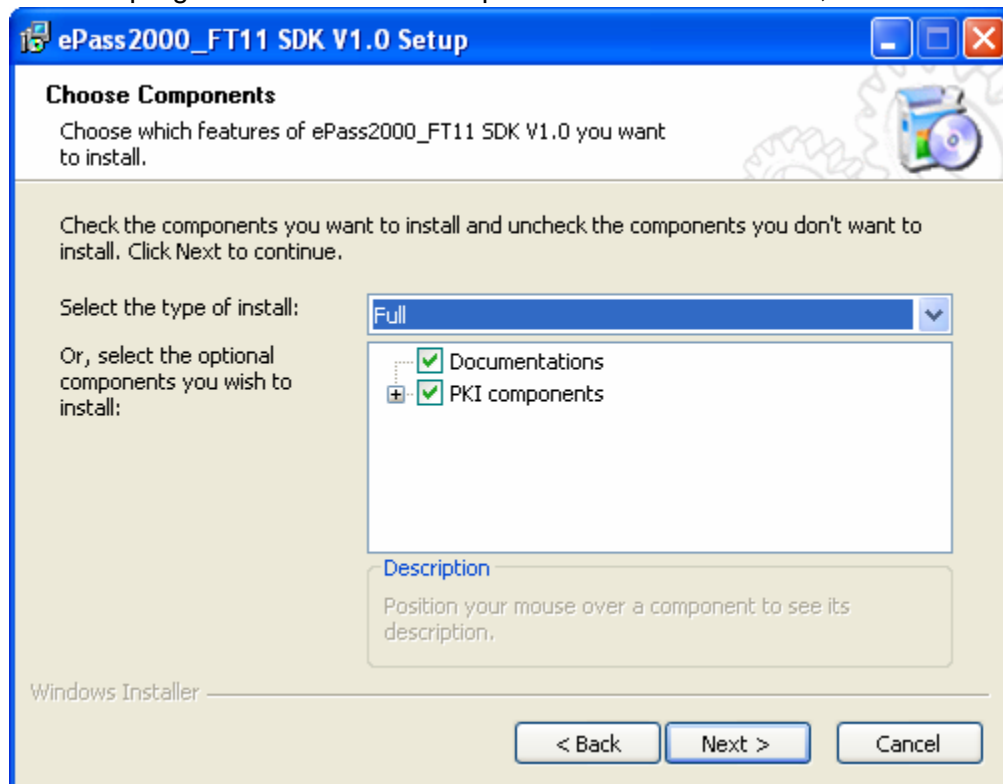 ePass2000_FT11 SDK V1.0 Setup
Choose Components
Choose which features of ePass2000_FT11 SDK V1.0 you want
to install.
Check the components you want to install and uncheck the components you don't want to
install. Click Next to continue.
Select the type of install:
Full
Or, select the optional
components you wish to
install:
Documentations
PKI components
Description
Position your mouse over a component to see its
description.
Windows Installer
< Back
Next >
Cancel